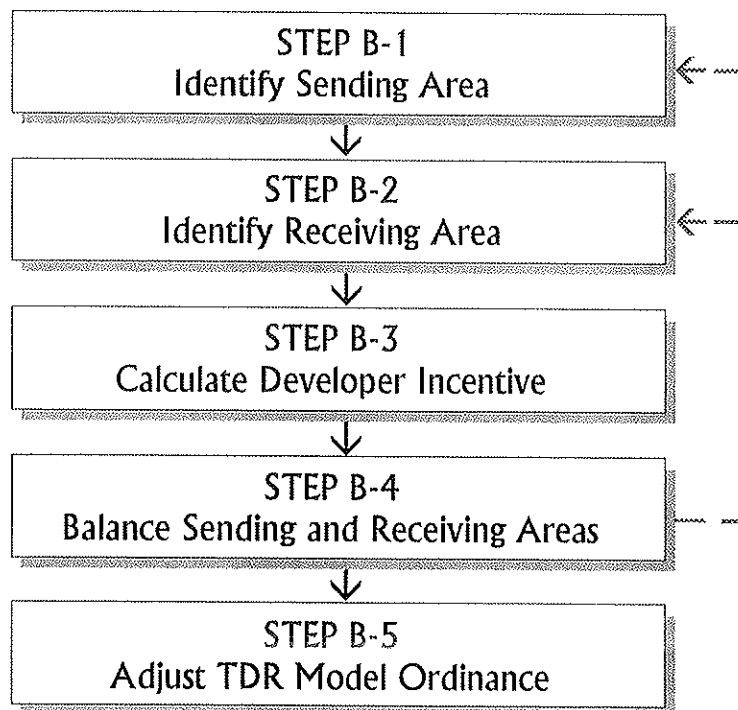 STEP B-1
Identify Sending Area
STEP B-2
Identify Receiving Area
STEP B-3
Calculate Developer Incentive
STEP B-4
Balance Sending and Receiving Areas
STEP B-5
Adjust TDR Model Ordinance